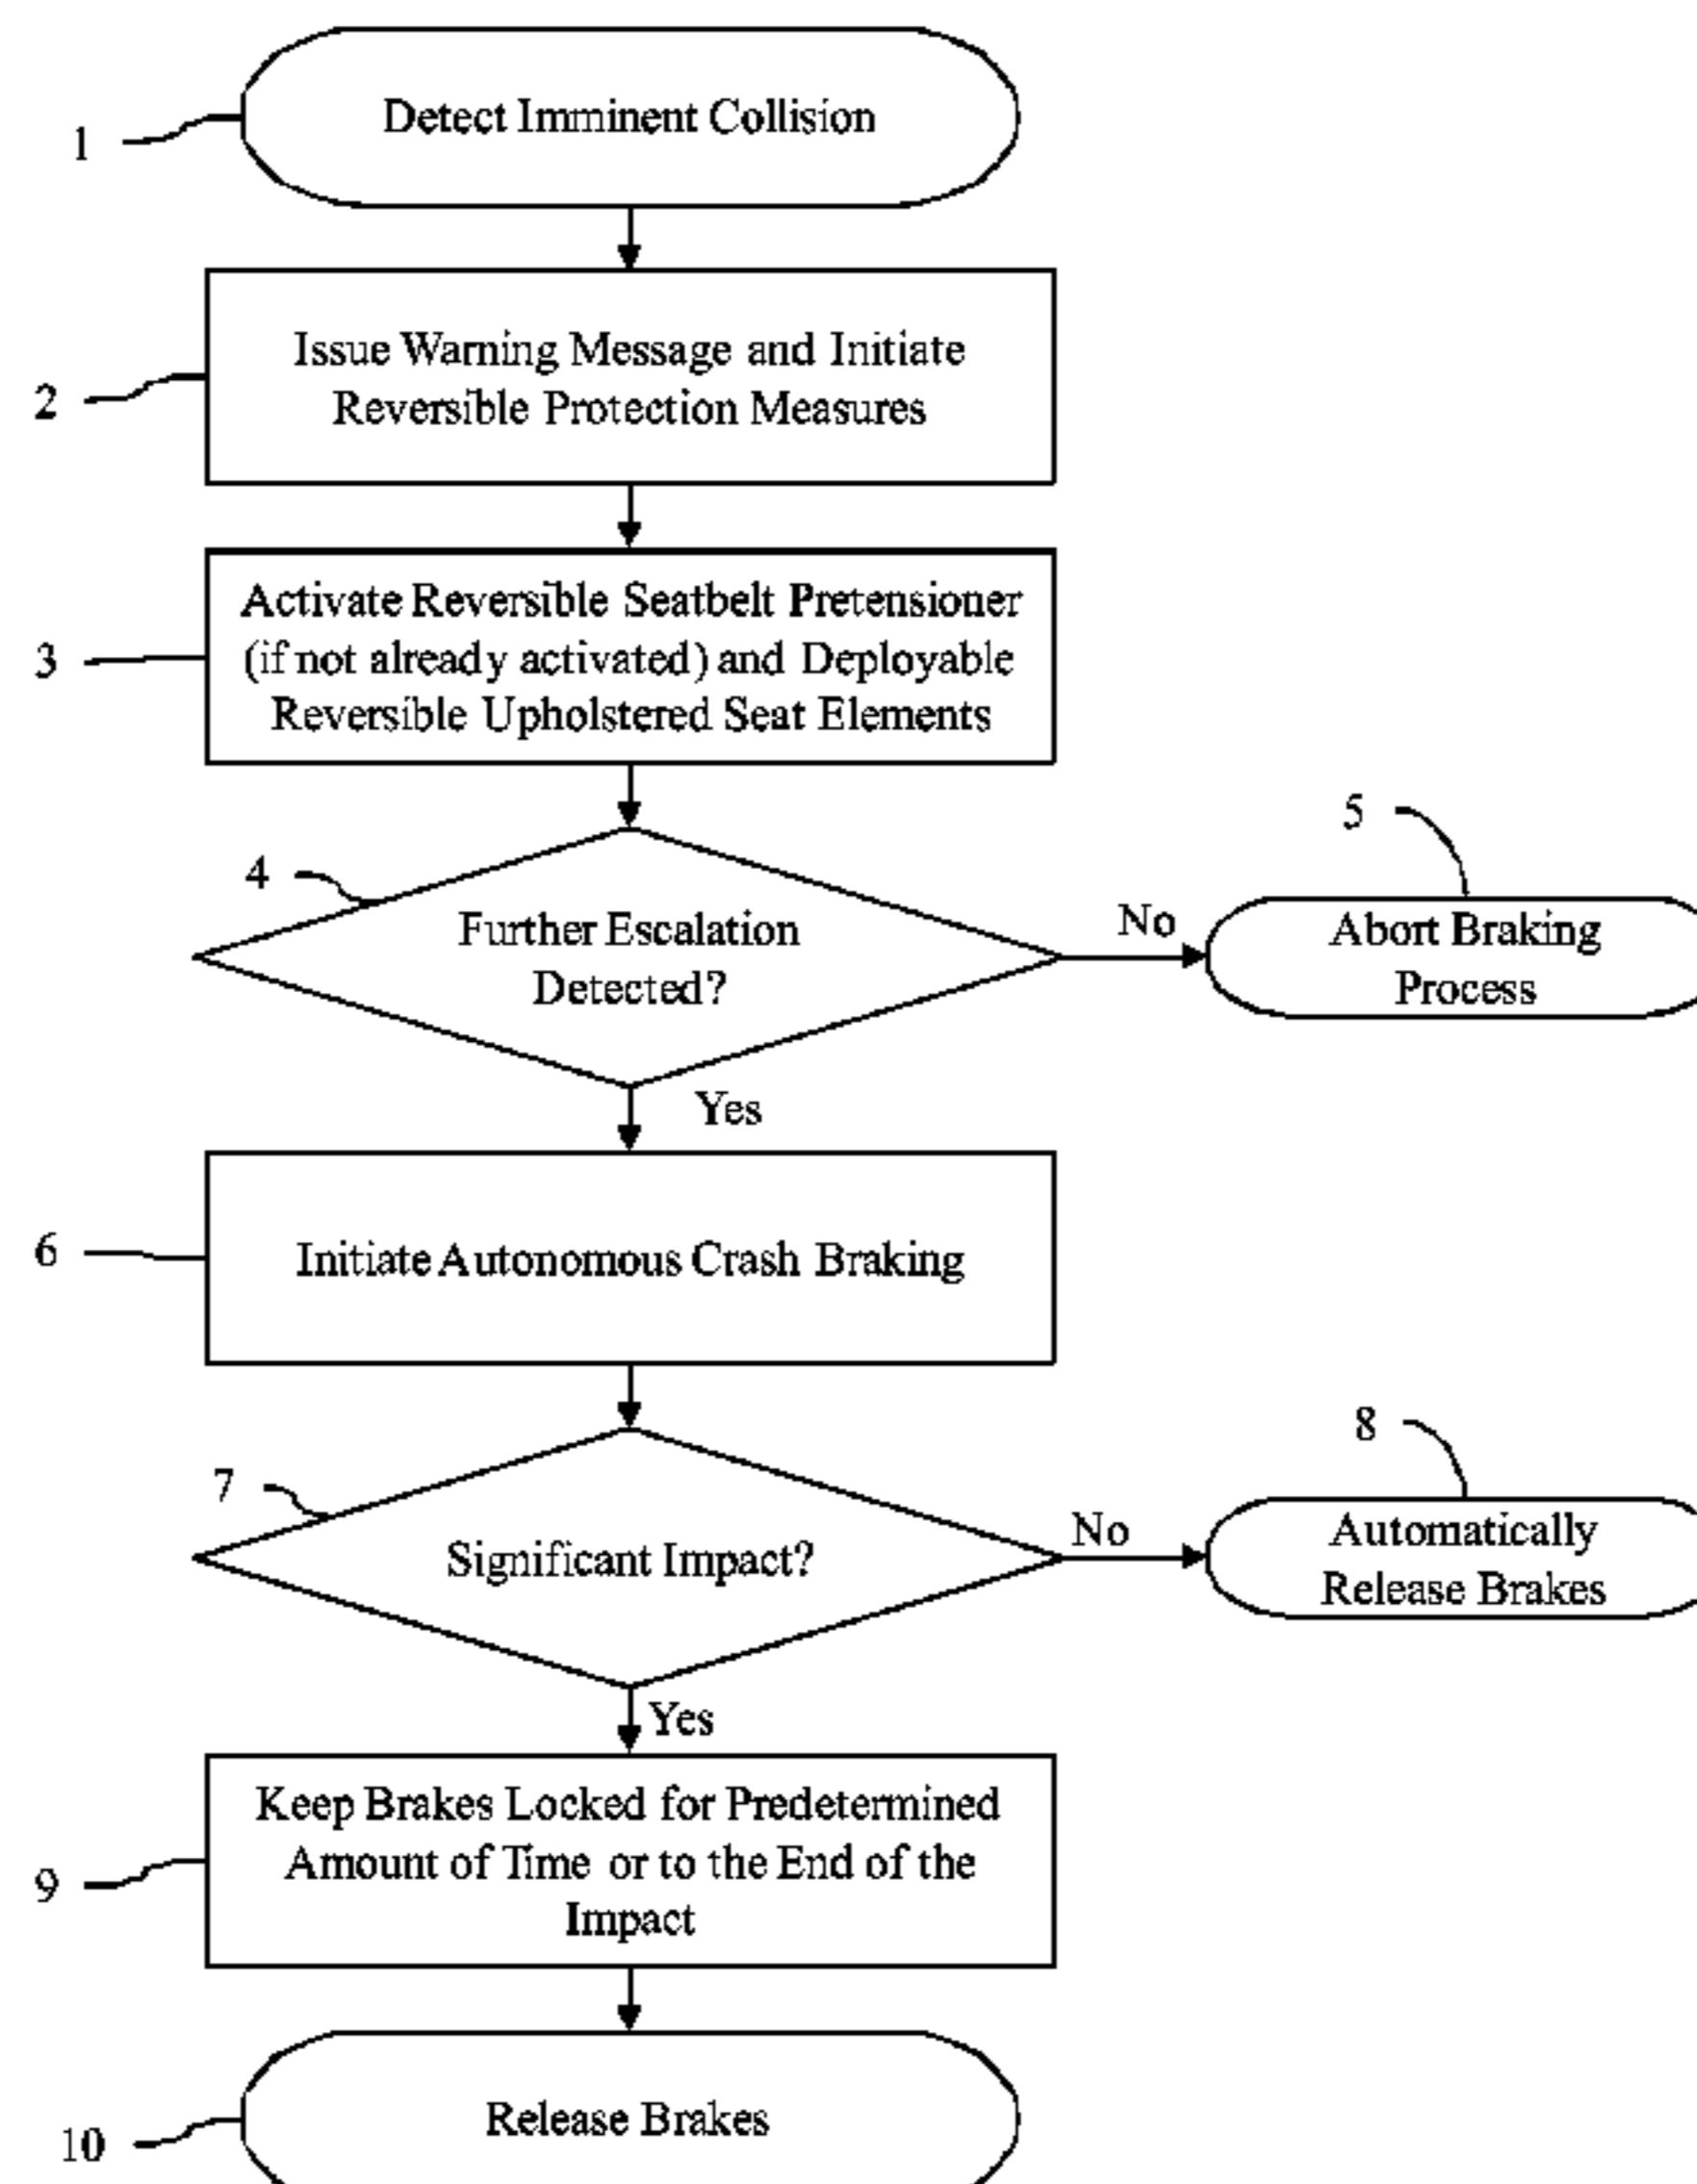 1
Detect Imminent Collision
2
Issue Warning Message and Initiate
Reversible Protection Measures
3
Activate Reversible Seatbelt Pretensioner
(if not already activated) and Deployable
Reversible Upholstered Seat Elements
4
Further Escalation
Detected?
No
5
Abort Braking
Process
Yes
6
Initiate Autonomous Crash Braking
7
Significant Impact?
No
8
Automatically
Release Brakes
Yes
9
Keep Brakes Locked for Predetermined
Amount of Time or to the End of the
Impact
10
Release Brakes